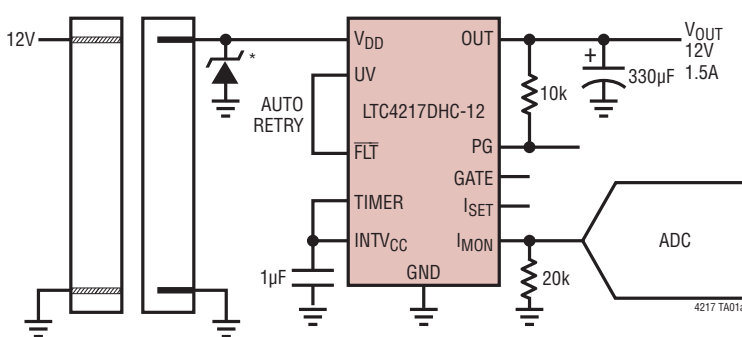 12V
*
AUTO
RETRY
1µF
V_DD
UV
FLT
TIMER
INTV_CC
LTC4217DHC-12
GND
OUT
PG
GATE
I_SET
I_MON
10k
20k
+
330µF
V_OUT
12V
1.5A
ADC
4217 TA01a